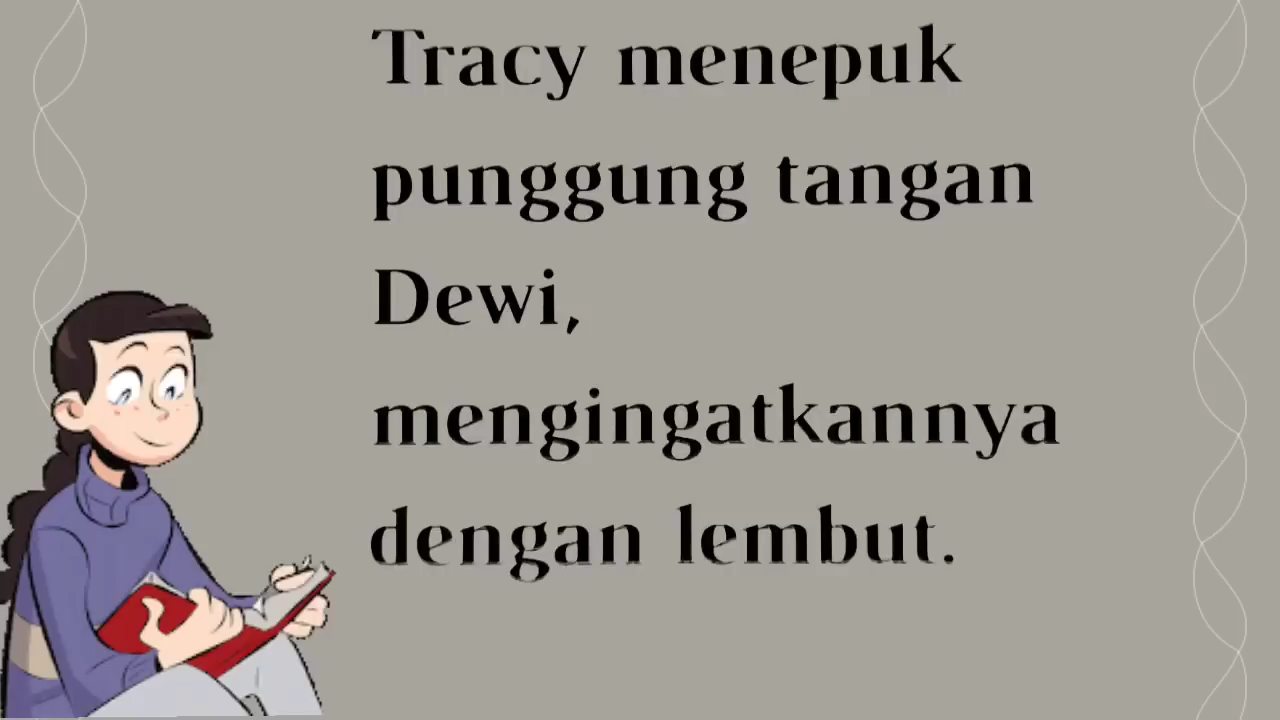 Tracy menepuk
punggung tangan
Dewi,
mengingatkannya
dengan lembut.